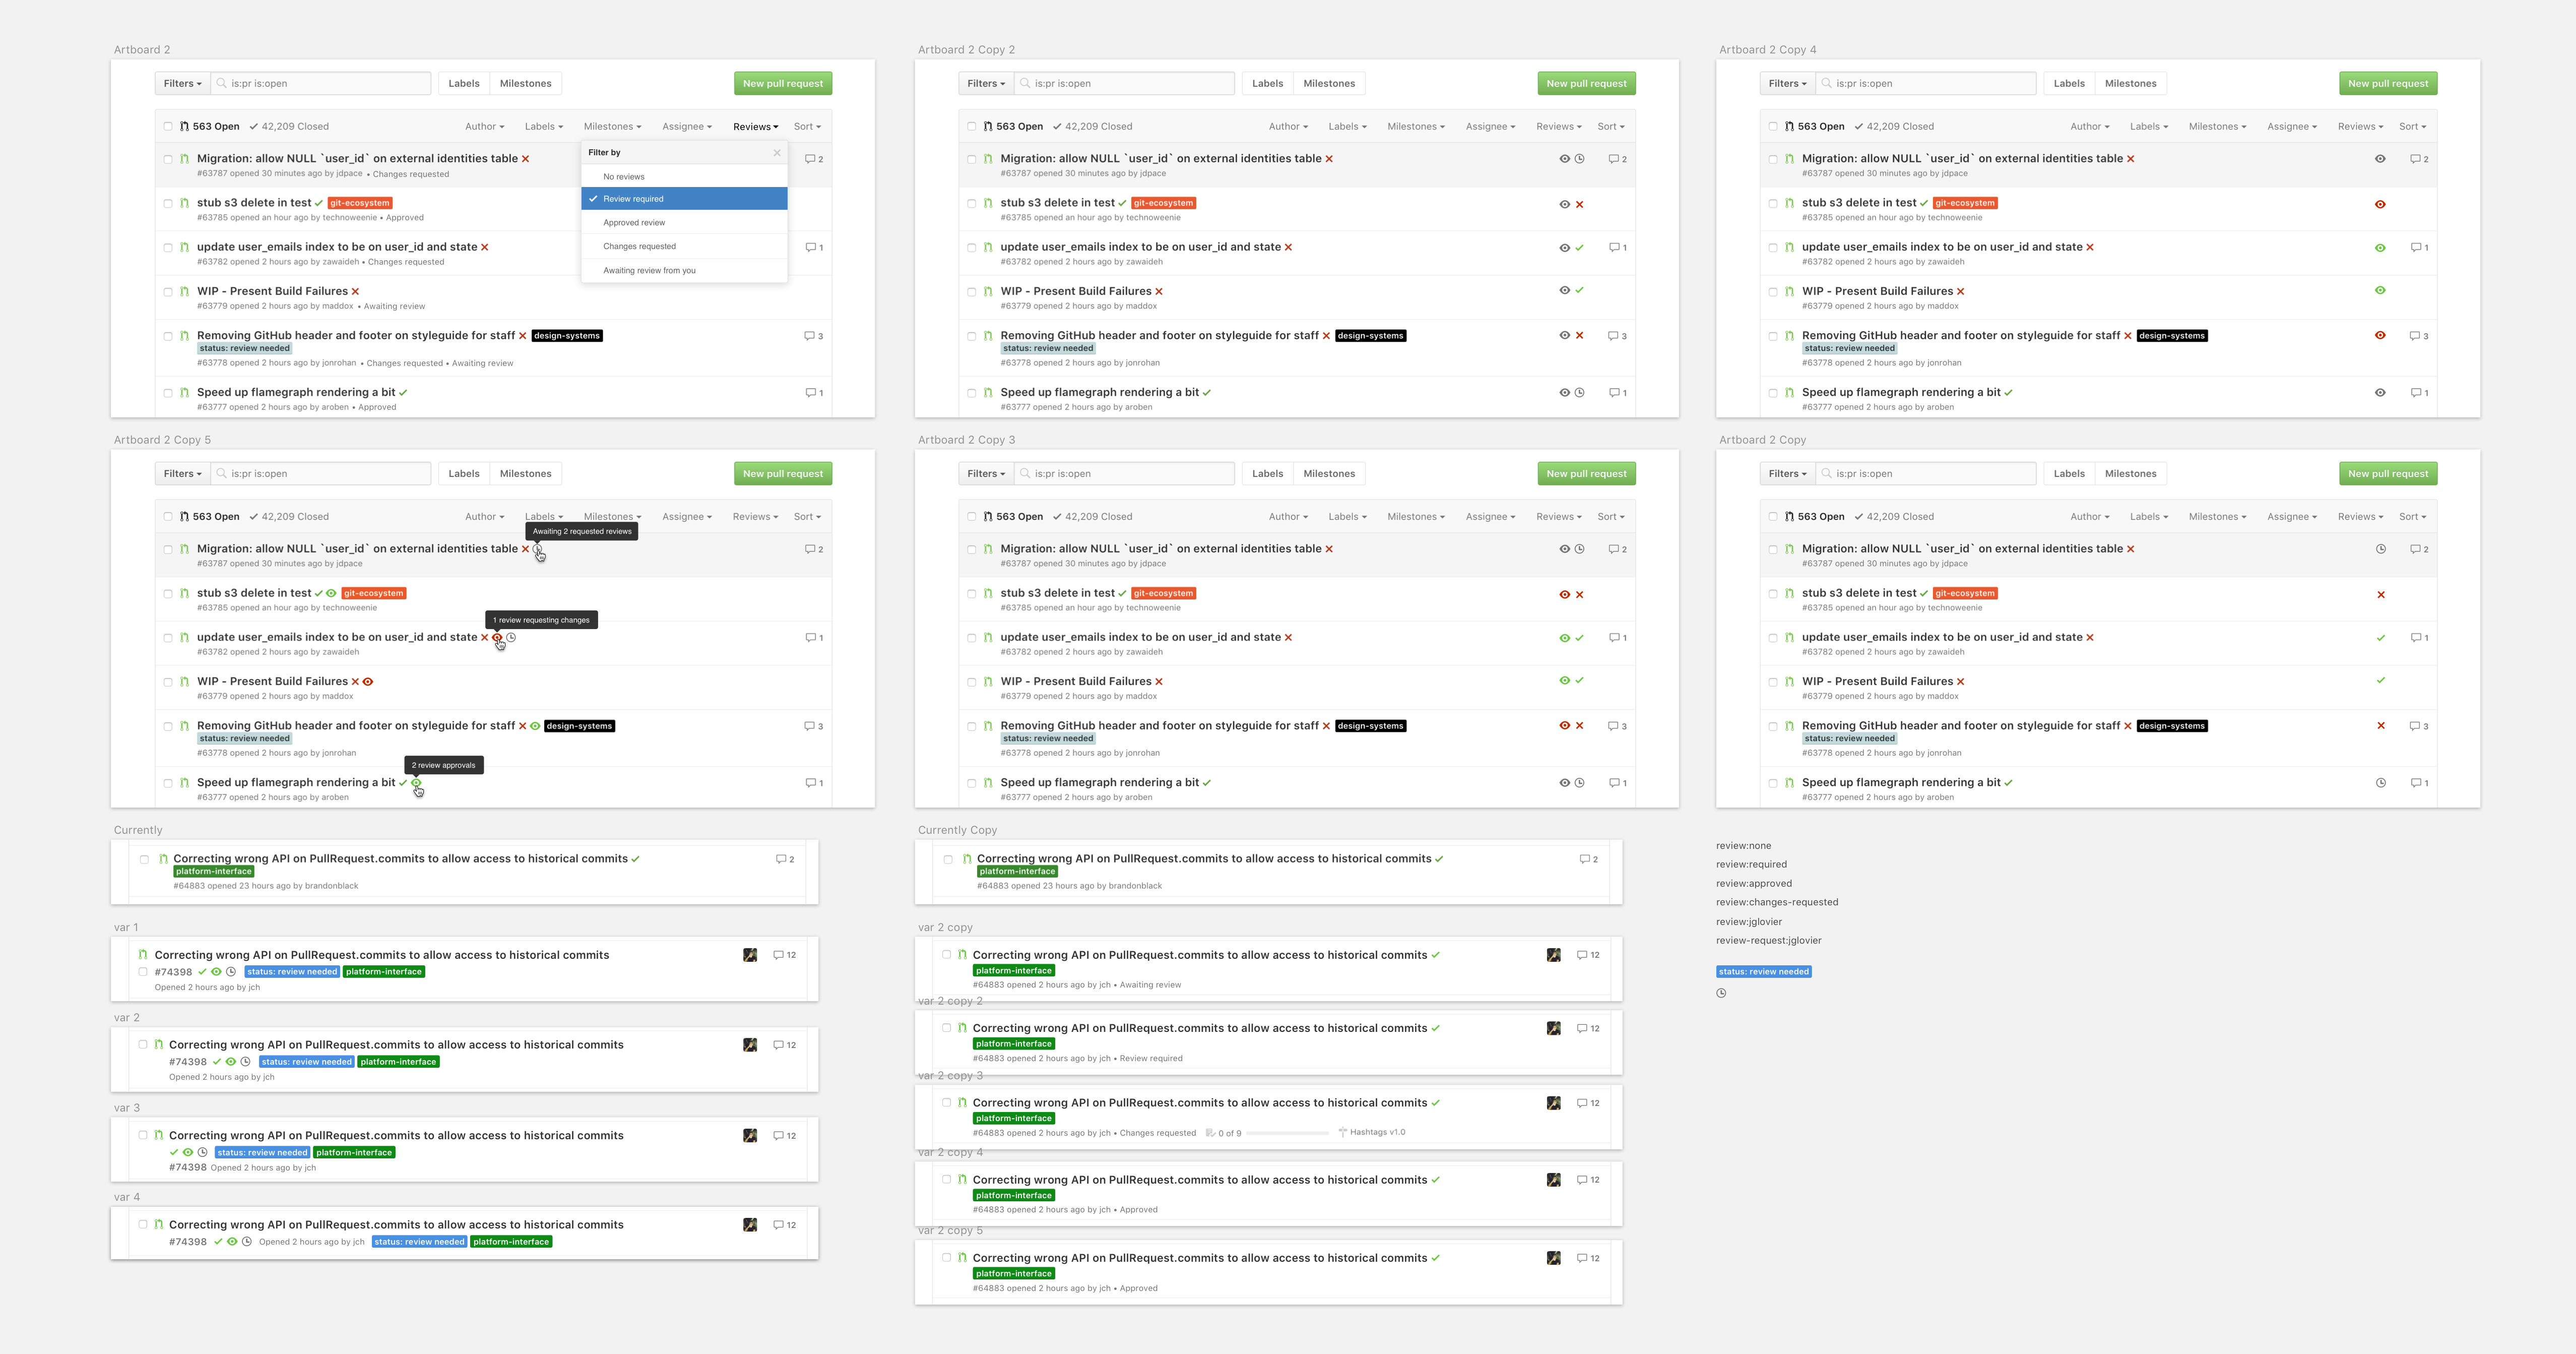 Artboard 2
Filters
is:pr is:open
Labels
Milestones
New pull request
563 Open
42,209 Closed
Author
Labels
Milestones
Assignee
Reviews
Sort
Filter by
No reviews
Review required
Approved review
Changes requested
Awaiting review from you
Migration: allow NULL `user_id` on external identities table
2
#63787 opened 30 minutes ago by jdpace • Changes requested
stub s3 delete in test git-ecosystem
#63785 opened an hour ago by technoweenie • Approved
update user_emails index to be on user_id and state
1
#63782 opened 2 hours ago by zawaideh • Changes requested
WIP - Present Build Failures
#63779 opened 2 hours ago by maddox • Awaiting review
Removing GitHub header and footer on styleguide for staff design-systems
3
status: review needed
#63778 opened 2 hours ago by jonrohan • Changes requested • Awaiting review
Speed up flamegraph rendering a bit
1
#63777 opened 2 hours ago by aroben • Approved
Artboard 2 Copy 2
Filters
is:pr is:open
Labels
Milestones
New pull request
563 Open
42,209 Closed
Author
Labels
Milestones
Assignee
Reviews
Sort
Migration: allow NULL `user_id` on external identities table
2
#63787 opened 30 minutes ago by jdpace
stub s3 delete in test git-ecosystem
#63785 opened an hour ago by technoweenie
update user_emails index to be on user_id and state
1
#63782 opened 2 hours ago by zawaideh
WIP - Present Build Failures
#63779 opened 2 hours ago by maddox
Removing GitHub header and footer on styleguide for staff design-systems
3
status: review needed
#63778 opened 2 hours ago by jonrohan
Speed up flamegraph rendering a bit
1
#63777 opened 2 hours ago by aroben
Artboard 2 Copy 4
Filters
is:pr is:open
Labels
Milestones
New pull request
563 Open
42,209 Closed
Author
Labels
Milestones
Assignee
Reviews
Sort
Migration: allow NULL `user_id` on external identities table
2
#63787 opened 30 minutes ago by jdpace
stub s3 delete in test git-ecosystem
#63785 opened an hour ago by technoweenie
update user_emails index to be on user_id and state
1
#63782 opened 2 hours ago by zawaideh
WIP - Present Build Failures
#63779 opened 2 hours ago by maddox
Removing GitHub header and footer on styleguide for staff design-systems
3
status: review needed
#63778 opened 2 hours ago by jonrohan
Speed up flamegraph rendering a bit
1
#63777 opened 2 hours ago by aroben
Artboard 2 Copy 5
Filters
is:pr is:open
Labels
Milestones
New pull request
563 Open
42,209 Closed
Author
Labels
Milestones
Assignee
Reviews
Sort
Awaiting 2 requested reviews
Migration: allow NULL `user_id` on external identities table
2
#63787 opened 30 minutes ago by jdpace
stub s3 delete in test git-ecosystem
#63785 opened an hour ago by technoweenie
1 review requesting changes
update user_emails index to be on user_id and state
1
#63782 opened 2 hours ago by zawaideh
WIP - Present Build Failures
#63779 opened 2 hours ago by maddox
Removing GitHub header and footer on styleguide for staff design-systems
3
status: review needed
#63778 opened 2 hours ago by jonrohan
2 review approvals
Speed up flamegraph rendering a bit
1
#63777 opened 2 hours ago by aroben
Artboard 2 Copy 3
Filters
is:pr is:open
Labels
Milestones
New pull request
563 Open
42,209 Closed
Author
Labels
Milestones
Assignee
Reviews
Sort
Migration: allow NULL `user_id` on external identities table
2
#63787 opened 30 minutes ago by jdpace
stub s3 delete in test git-ecosystem
#63785 opened an hour ago by technoweenie
update user_emails index to be on user_id and state
1
#63782 opened 2 hours ago by zawaideh
WIP - Present Build Failures
#63779 opened 2 hours ago by maddox
Removing GitHub header and footer on styleguide for staff design-systems
3
status: review needed
#63778 opened 2 hours ago by jonrohan
Speed up flamegraph rendering a bit
1
#63777 opened 2 hours ago by aroben
Artboard 2 Copy
Filters
is:pr is:open
Labels
Milestones
New pull request
563 Open
42,209 Closed
Author
Labels
Milestones
Assignee
Reviews
Sort
Migration: allow NULL `user_id` on external identities table
2
#63787 opened 30 minutes ago by jdpace
stub s3 delete in test git-ecosystem
#63785 opened an hour ago by technoweenie
update user_emails index to be on user_id and state
1
#63782 opened 2 hours ago by zawaideh
WIP - Present Build Failures
#63779 opened 2 hours ago by maddox
Removing GitHub header and footer on styleguide for staff design-systems
3
status: review needed
#63778 opened 2 hours ago by jonrohan
Speed up flamegraph rendering a bit
1
#63777 opened 2 hours ago by aroben
Currently
Correcting wrong API on PullRequest.commits to allow access to historical commits
2
platform-interface
#64883 opened 23 hours ago by brandonblack
var 1
Correcting wrong API on PullRequest.commits to allow access to historical commits
12
#74398 status: review needed platform-interface
Opened 2 hours ago by jch
var 2
Correcting wrong API on PullRequest.commits to allow access to historical commits
12
#74398 status: review needed platform-interface
Opened 2 hours ago by jch
var 3
Correcting wrong API on PullRequest.commits to allow access to historical commits
12
status: review needed platform-interface
#74398 Opened 2 hours ago by jch
var 4
Correcting wrong API on PullRequest.commits to allow access to historical commits
12
#74398 Opened 2 hours ago by jch status: review needed platform-interface
Currently Copy
Correcting wrong API on PullRequest.commits to allow access to historical commits
2
platform-interface
#64883 opened 23 hours ago by brandonblack
var 2 copy
Correcting wrong API on PullRequest.commits to allow access to historical commits
12
platform-interface
#64883 opened 2 hours ago by jch • Awaiting review
var 2 copy 2
Correcting wrong API on PullRequest.commits to allow access to historical commits
12
platform-interface
#64883 opened 2 hours ago by jch • Review required
var 2 copy 3
Correcting wrong API on PullRequest.commits to allow access to historical commits
12
platform-interface
#64883 opened 2 hours ago by jch • Changes requested 0 of 9 Hashtags v1.0
var 2 copy 4
Correcting wrong API on PullRequest.commits to allow access to historical commits
12
platform-interface
#64883 opened 2 hours ago by jch • Approved
var 2 copy 5
Correcting wrong API on PullRequest.commits to allow access to historical commits
12
platform-interface
#64883 opened 2 hours ago by jch • Approved
review:none
review:required
review:approved
review:changes-requested
review:jglovier
review-request:jglovier
status: review needed